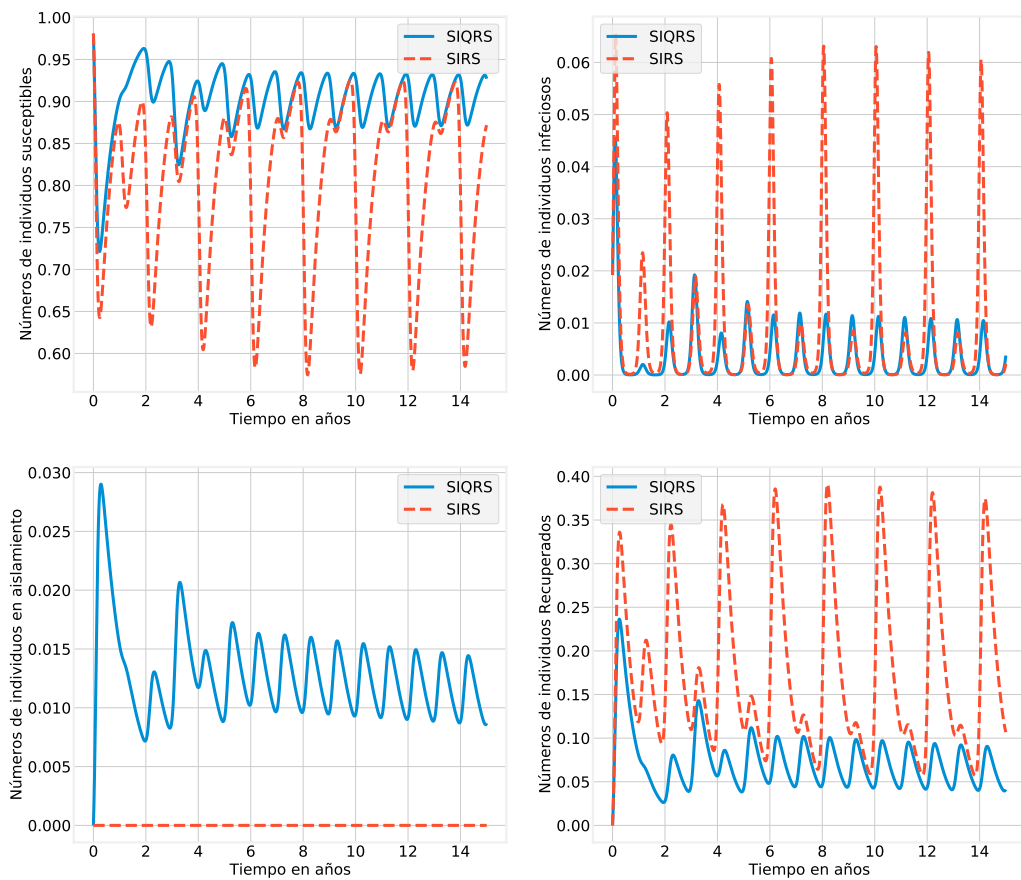 SIQRS
SIRS
Números de individuos susceptibles
1.00
0.95
0.90
0.85
0.80
0.75
0.70
0.65
0.60
0 2 4 6 8 10 12 14
Tiempo en años
SIQRS
SIRS
Números de individuos infeciosos
0.06
0.05
0.04
0.03
0.02
0.01
0.00
0 2 4 6 8 10 12 14
Tiempo en años
SIQRS
SIRS
Números de individuos en aislamiento
0.030
0.025
0.020
0.015
0.010
0.005
0.000
0 2 4 6 8 10 12 14
Tiempo en años
SIQRS
SIRS
Números de individuos Recuperados
0.40
0.35
0.30
0.25
0.20
0.15
0.10
0.05
0.00
0 2 4 6 8 10 12 14
Tiempo en años